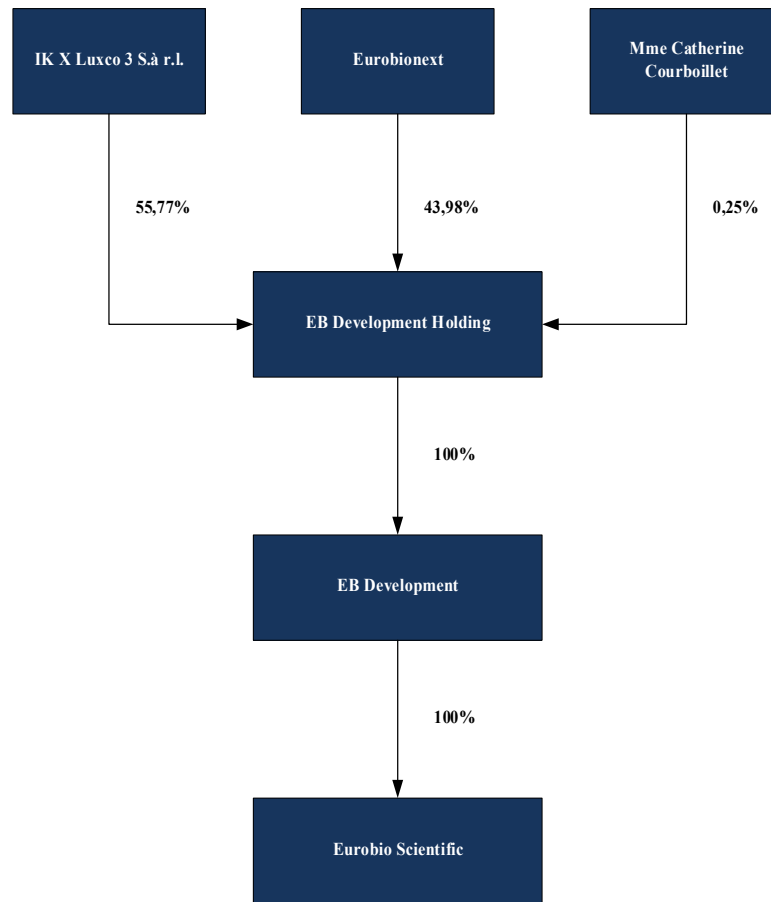 IK X Luxco 3 S.à r.l.
Eurobionext
Mme Catherine
Courboillet
55,77%
43,98%
0,25%
EB Development Holding
100%
EB Development
100%
Eurobio Scientific